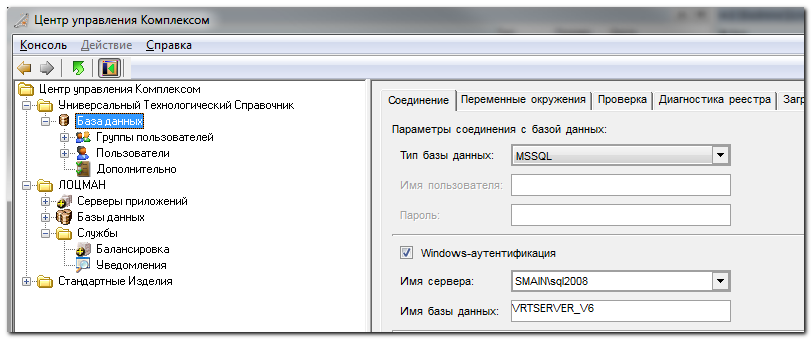 Центр управления Комплексом
Консоль Действие Справка
Центр управления Комплексом
Универсальный Технологический Справочник
База данных
Группы пользователей
Пользователи
Дополнительно
ЛОЦМАН
Серверы приложений
Базы данных
Службы
Балансировка
Уведомления
Стандартные Изделия
Соединение Переменные окружения Проверка Диагностика реестра Загр
Параметры соединения с базой данных:
Тип базы данных: MSSQL
Имя пользователя:
Пароль:
Windows-аутентификация
Имя сервера: SMAIN\sql2008
Имя базы данных: \/RTSERVER_\/6